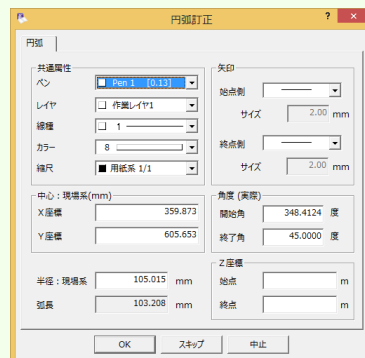 円弧訂正
? ×
円弧
共通属性
ペン Pen 1 [0.13]
レイヤ 作業レイヤ1
線種 1
カラー 8
縮尺 用紙系 1/1
矢印
始点側
サイズ 2.00 mm
終点側
サイズ 2.00 mm
中心:現場系(mm)
X座標 359.873
Y座標 605.653
角度 (実際)
開始角 348.4124 度
終了角 45.0000 度
半径:現場系 105.015 mm
弧長 103.208 mm
Z座標
始点 m
終点 m
OK スキップ 中止